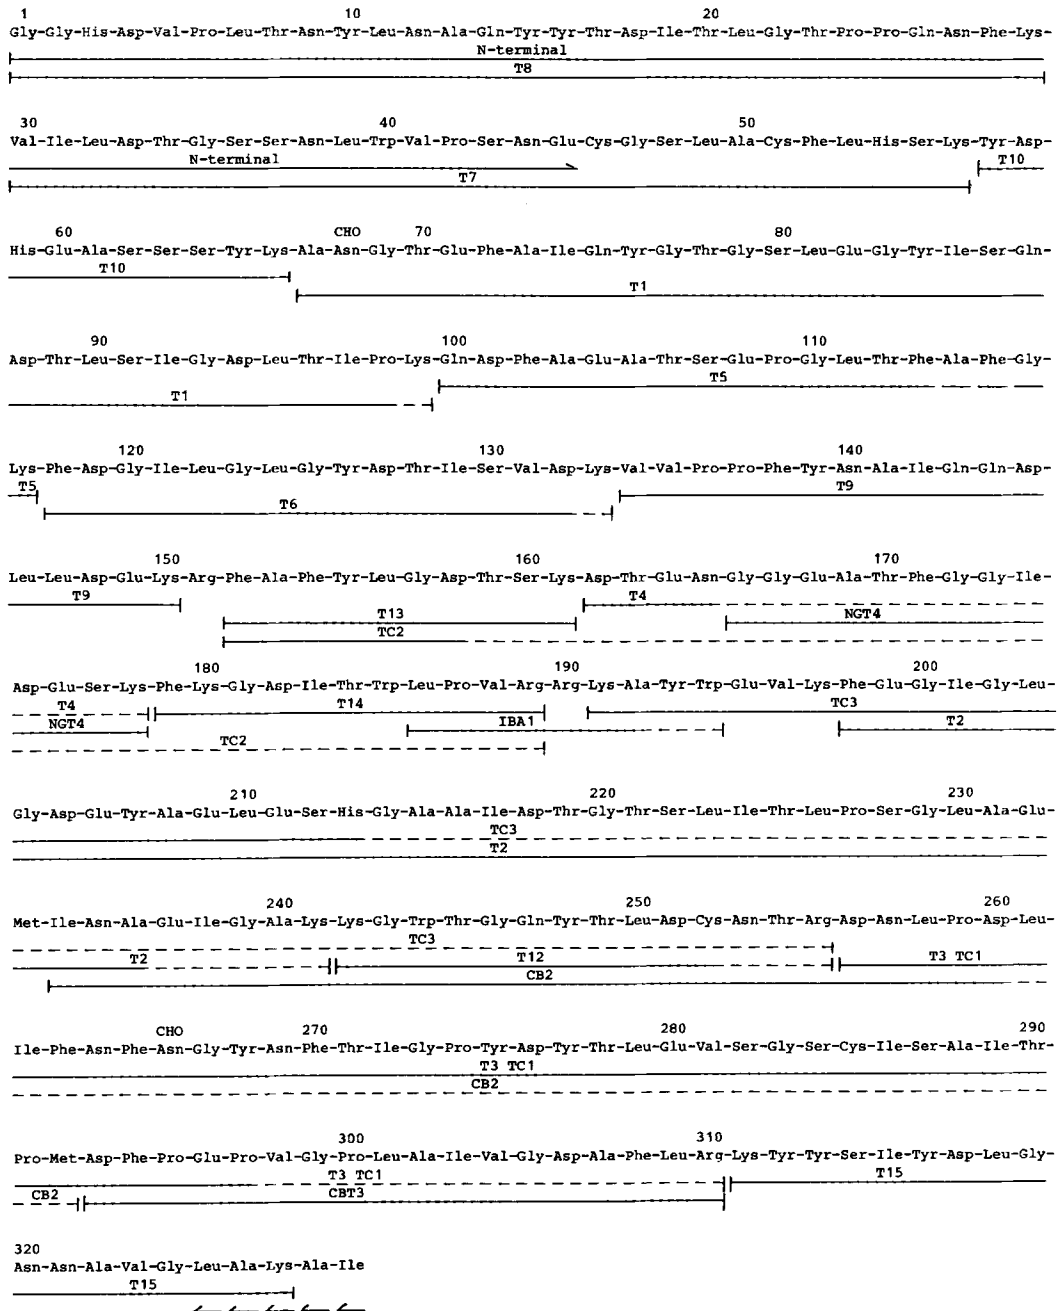 1 10 20
Gly-Gly-His-Asp-Val-Pro-Leu-Thr-Asn-Tyr-Leu-Asn-Ala-Gln-Tyr-Tyr-Thr-Asp-Ile-Thr-Leu-Gly-Thr-Pro-Pro-Gln-Asn-Phe-Lys-
N-terminal
T8
30 40 50
Val-Ile-Leu-Asp-Thr-Gly-Ser-Ser-Asn-Leu-Trp-Val-Pro-Ser-Asn-Glu-Cys-Gly-Ser-Leu-Ala-Cys-Phe-Leu-His-Ser-Lys-Tyr-Asp-
N-terminal T10
T7
60 CHO 70 80
His-Glu-Ala-Ser-Ser-Ser-Tyr-Lys-Ala-Asn-Gly-Thr-Glu-Phe-Ala-Ile-Gln-Tyr-Gly-Thr-Gly-Ser-Leu-Glu-Gly-Tyr-Ile-Ser-Gln-
T10
T1
90 100 110
Asp-Thr-Leu-Ser-Ile-Gly-Asp-Leu-Thr-Ile-Pro-Lys-Gln-Asp-Phe-Ala-Glu-Ala-Thr-Ser-Glu-Pro-Gly-Leu-Thr-Phe-Ala-Phe-Gly-
T1 T5
120 130 140
Lys-Phe-Asp-Gly-Ile-Leu-Gly-Leu-Gly-Tyr-Asp-Thr-Ile-Ser-Val-Asp-Lys-Val-Val-Pro-Pro-Phe-Tyr-Asn-Ala-Ile-Gln-Gln-Asp-
T5 T9
T6
150 160 170
Leu-Leu-Asp-Glu-Lys-Arg-Phe-Ala-Phe-Tyr-Leu-Gly-Asp-Thr-Ser-Lys-Asp-Thr-Glu-Asn-Gly-Gly-Glu-Ala-Thr-Phe-Gly-Gly-Ile-
T9 T4
T13 NGT4
TC2
180 190 200
Asp-Glu-Ser-Lys-Phe-Lys-Gly-Asp-Ile-Thr-Trp-Leu-Pro-Val-Arg-Arg-Lys-Ala-Tyr-Trp-Glu-Val-Lys-Phe-Glu-Gly-Ile-Gly-Leu-
T4 T14 TC3
NGT4 IBA1 T2
TC2
210 220 230
Gly-Asp-Glu-Tyr-Ala-Glu-Leu-Glu-Ser-His-Gly-Ala-Ala-Ile-Asp-Thr-Gly-Thr-Ser-Leu-Ile-Thr-Leu-Pro-Ser-Gly-Leu-Ala-Glu-
TC3
T2
240 250 260
Met-Ile-Asn-Ala-Glu-Ile-Gly-Ala-Lys-Lys-Gly-Trp-Thr-Gly-Gln-Tyr-Thr-Leu-Asp-Cys-Asn-Thr-Arg-Asp-Asn-Leu-Pro-Asp-Leu-
TC3
T2 T12 T3 TC1
CB2
CHO 270 280 290
Ile-Phe-Asn-Phe-Asn-Gly-Tyr-Asn-Phe-Thr-Ile-Gly-Pro-Tyr-Asp-Tyr-Thr-Leu-Glu-Val-Ser-Gly-Ser-Cys-Ile-Ser-Ala-Ile-Thr-
T3 TC1
CB2
300 310
Pro-Met-Asp-Phe-Pro-Glu-Pro-Val-Gly-Pro-Leu-Ala-Ile-Val-Gly-Asp-Ala-Phe-Leu-Arg-Lys-Tyr-Tyr-Ser-Ile-Tyr-Asp-Leu-Gly-
T3 TC1 T15
CB2 CBT3
320
Asn-Asn-Ala-Val-Gly-Leu-Ala-Lys-Ala-Ile
T15